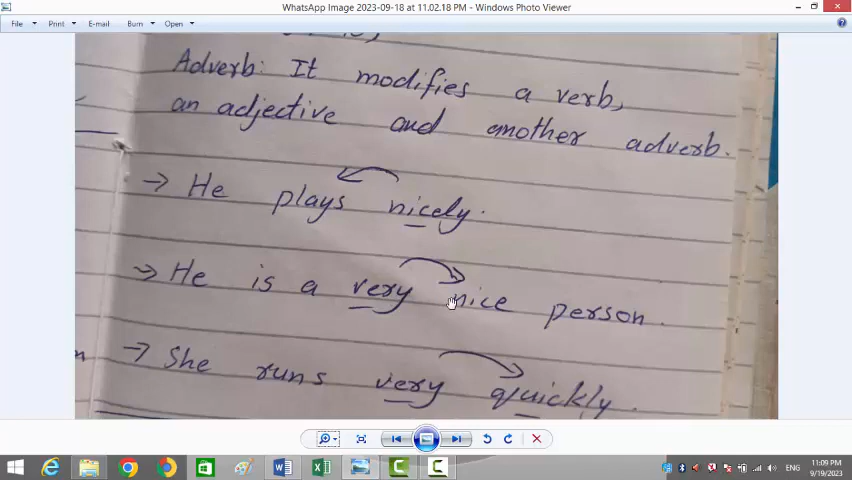 WhatsApp Image 2023-09-18 at 11.02.18 PM - Windows Photo Viewer
File Print E-mail Burn Open
Adverb: It modifies a verb,
an adjective and another adverb.
→ He plays nicely.
→ He is a very nice person.
→ She runs very quickly.
ENG
11:09 PM
9/19/2023